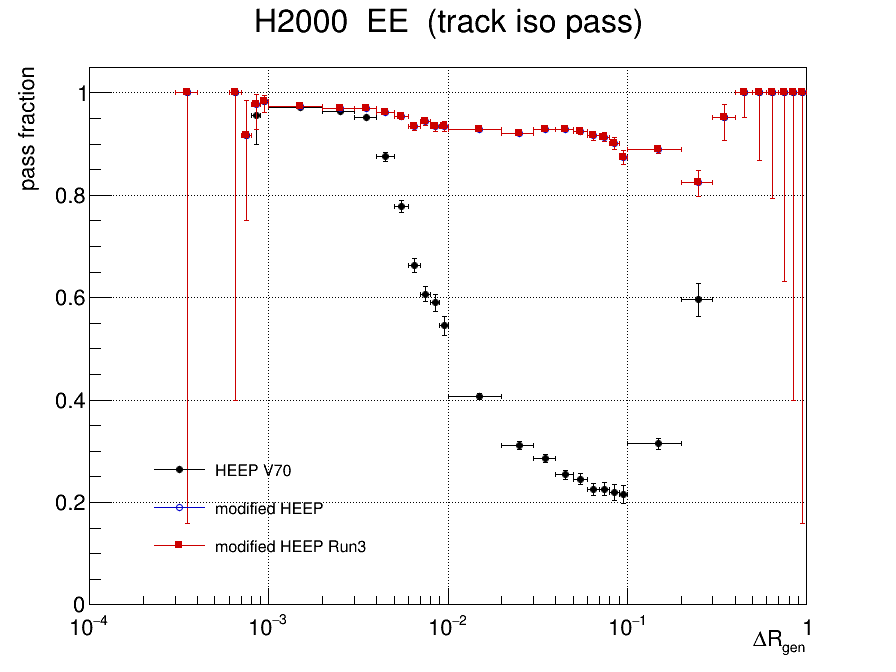 H2000 EE (track iso pass)
pass fraction
1
0.8
0.6
0.4
0.2
0
HEEP V70
modified HEEP
modified HEEP Run3
10⁻⁴ 10⁻³ 10⁻² 10⁻¹ 1
ΔR_gen